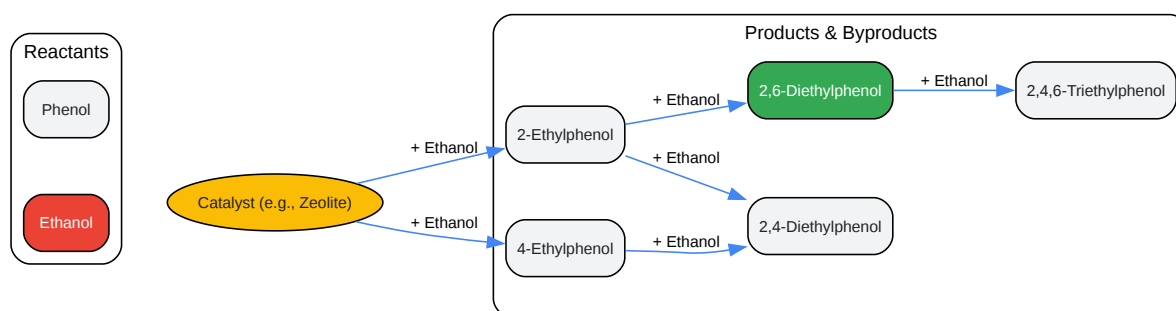 Reactants
Phenol
Ethanol
Catalyst (e.g., Zeolite)
+ Ethanol
+ Ethanol
Products & Byproducts
2-Ethylphenol
4-Ethylphenol
+ Ethanol
+ Ethanol
+ Ethanol
2,6-Diethylphenol
2,4-Diethylphenol
+ Ethanol
2,4,6-Triethylphenol